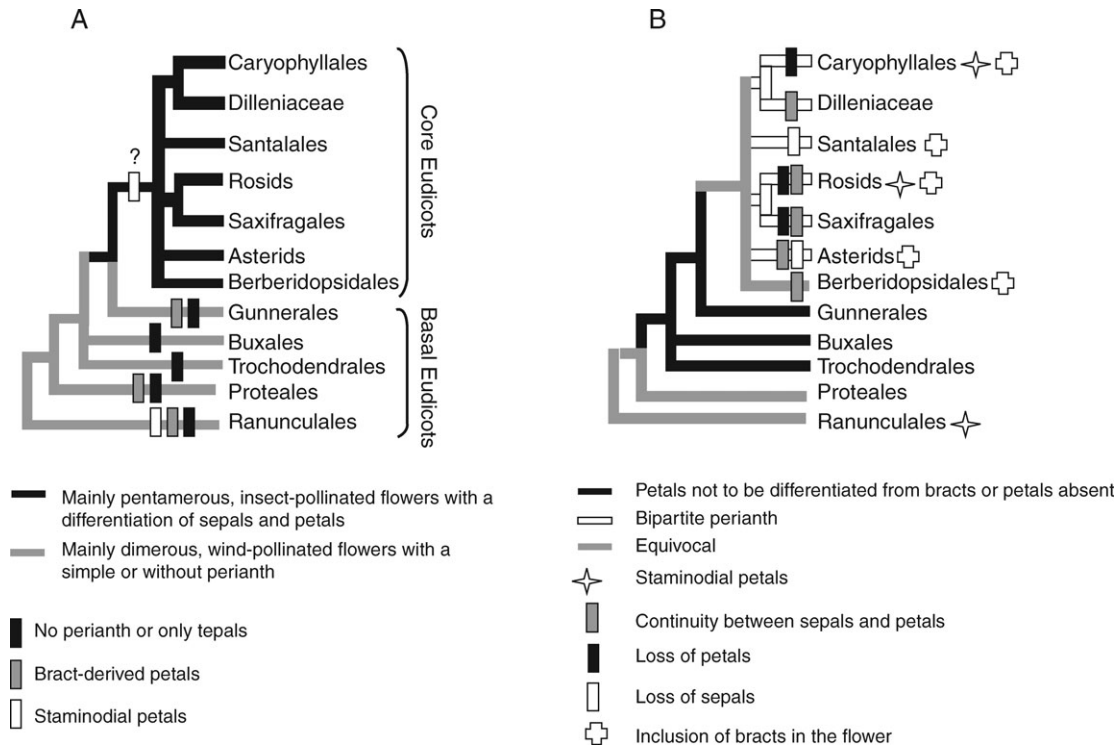 A
Caryophyllales
Dilleniaceae
Santalales
?
Rosids
Saxifragales
Asterids
Berberidopsidales
Gunnerales
Buxales
Trochodendrales
Proteales
Ranunculales
Core Eudicots
Basal Eudicots
Mainly pentamerous, insect-pollinated flowers with a
differentiation of sepals and petals
Mainly dimerous, wind-pollinated flowers with a
simple or without perianth
No perianth or only tepals
Bract-derived petals
Staminodial petals
B
Caryophyllales
Dilleniaceae
Santalales
Rosids
Saxifragales
Asterids
Berberidopsidales
Gunnerales
Buxales
Trochodendrales
Proteales
Ranunculales
Petals not to be differentiated from bracts or petals absent
Bipartite perianth
Equivocal
Staminodial petals
Continuity between sepals and petals
Loss of petals
Loss of sepals
Inclusion of bracts in the flower